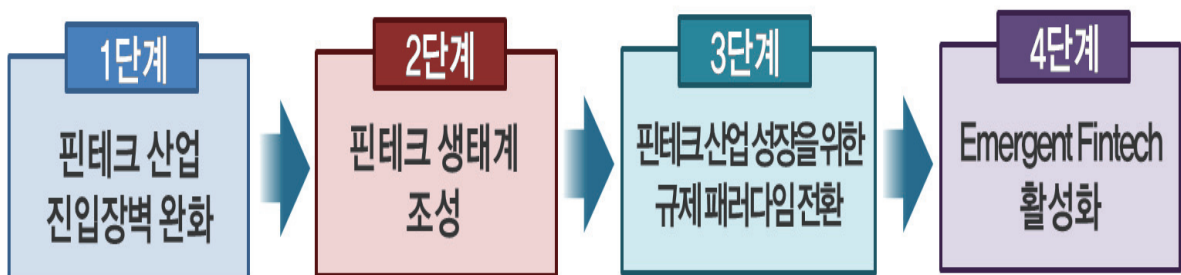 1단계
핀테크 산업
진입장벽 완화
2단계
핀테크 생태계
조성
3단계
핀테크 산업 성장을 위한
규제 패러다임 전환
4단계
Emergent Fintech
활성화